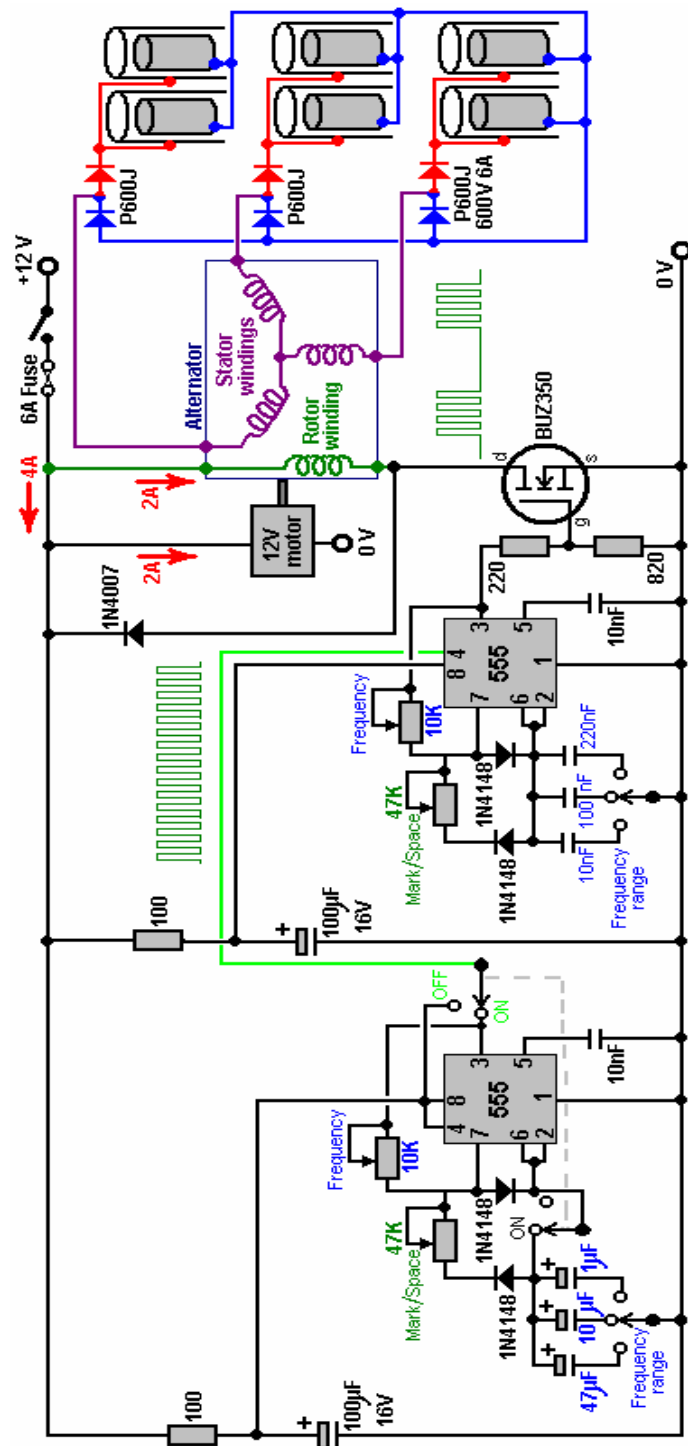 +12 V
6A Fuse
4A
2A
2A
12V
motor
0 V
Alternator
Stator
windings
Rotor
winding
P600J
P600J
P600J
600V 6A
1N4007
100
100µF
16V
+
Frequency
10K
47K
Mark/Space
1N4148
1N4148
8 4
7
3
555
6
2
5
1
10nF
100nF
220nF
Frequency
range
10nF
220
820
d
g
s
BUZ350
0 V
100
100µF
16V
+
Frequency
10K
47K
Mark/Space
1N4148
1N4148
OFF
ON
4 8
7
3
555
6
2
5
1
ON
+
+
+
47µF
10µF
1µF
Frequency
range
10nF